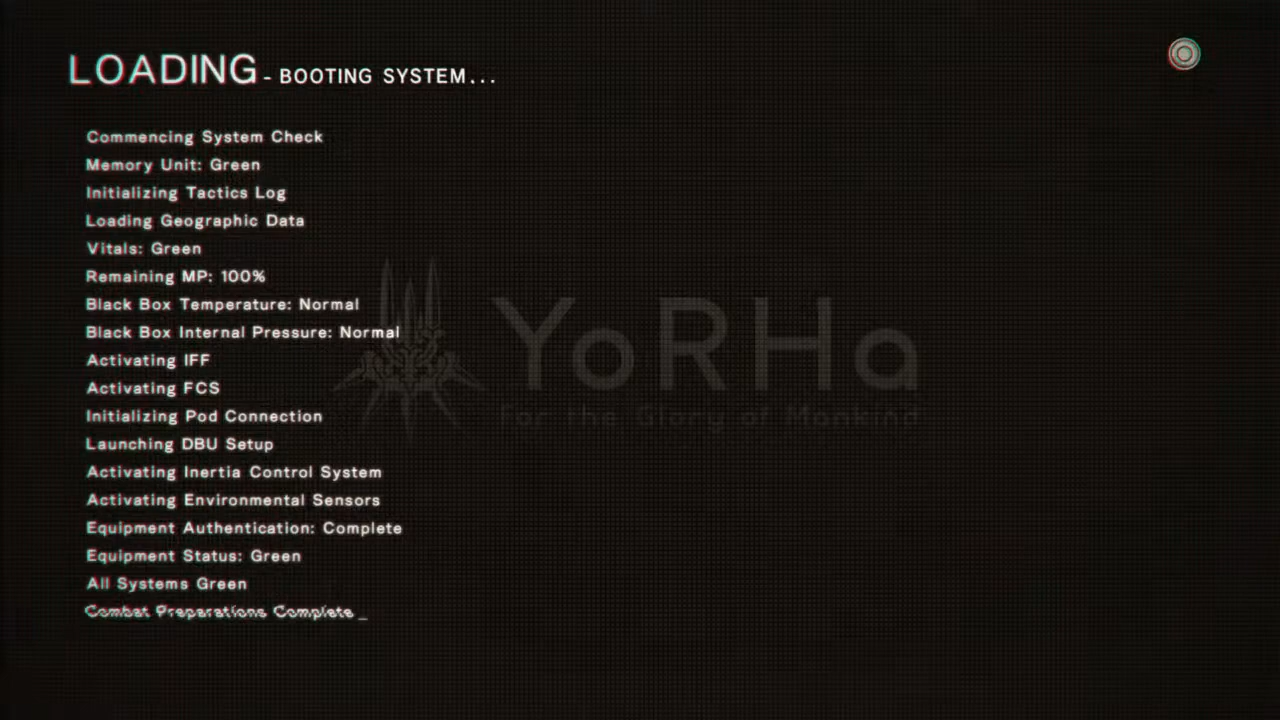 LOADING - BOOTING SYSTEM...
Commencing System Check
Memory Unit: Green
Initializing Tactics Log
Loading Geographic Data
Vitals: Green
Remaining MP: 100%
Black Box Temperature: Normal
Black Box Internal Pressure: Normal
Activating IFF
Activating FCS
Initializing Pod Connection
Launching DBU Setup
Activating Inertia Control System
Activating Environmental Sensors
Equipment Authentication: Complete
Equipment Status: Green
All Systems Green
Combat Preparations Complete _
YoRHa
For the Glory of Mankind